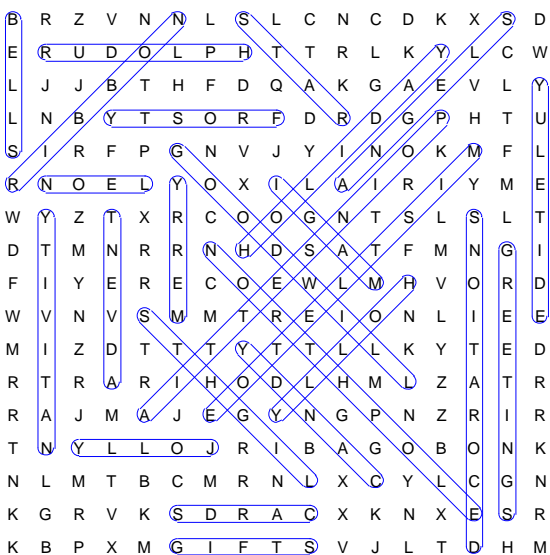 B R Z V N N L S L C N C D K X S D
E R U D O L P H T T R L K Y L C W
L J J B T H F D Q A K G A E V L Y
L N B Y T S O R F D R D G P H T U
S I R F P G N V J Y I N O K M F L
R N O E L Y O X I L A I R I Y M E
W Y Z T X R C O O G N T S L S L T
D T M N R R N H D S A T F M N G I
F I Y E R E C O E W L M H V O R D
W V N V S M M T R E I O N L I E E
M I Z D T T T Y T T L L K Y T E D
R T R A R I H O D L H M L Z A T R
R A J M A J E G Y N G P N Z R I R
T N Y L L O J R I B A G O B O N K
N L M T B C M R N L X C Y L C G N
K G R V K S D R A C X K N X E S R
K B P X M G I F T S V J L T D H M